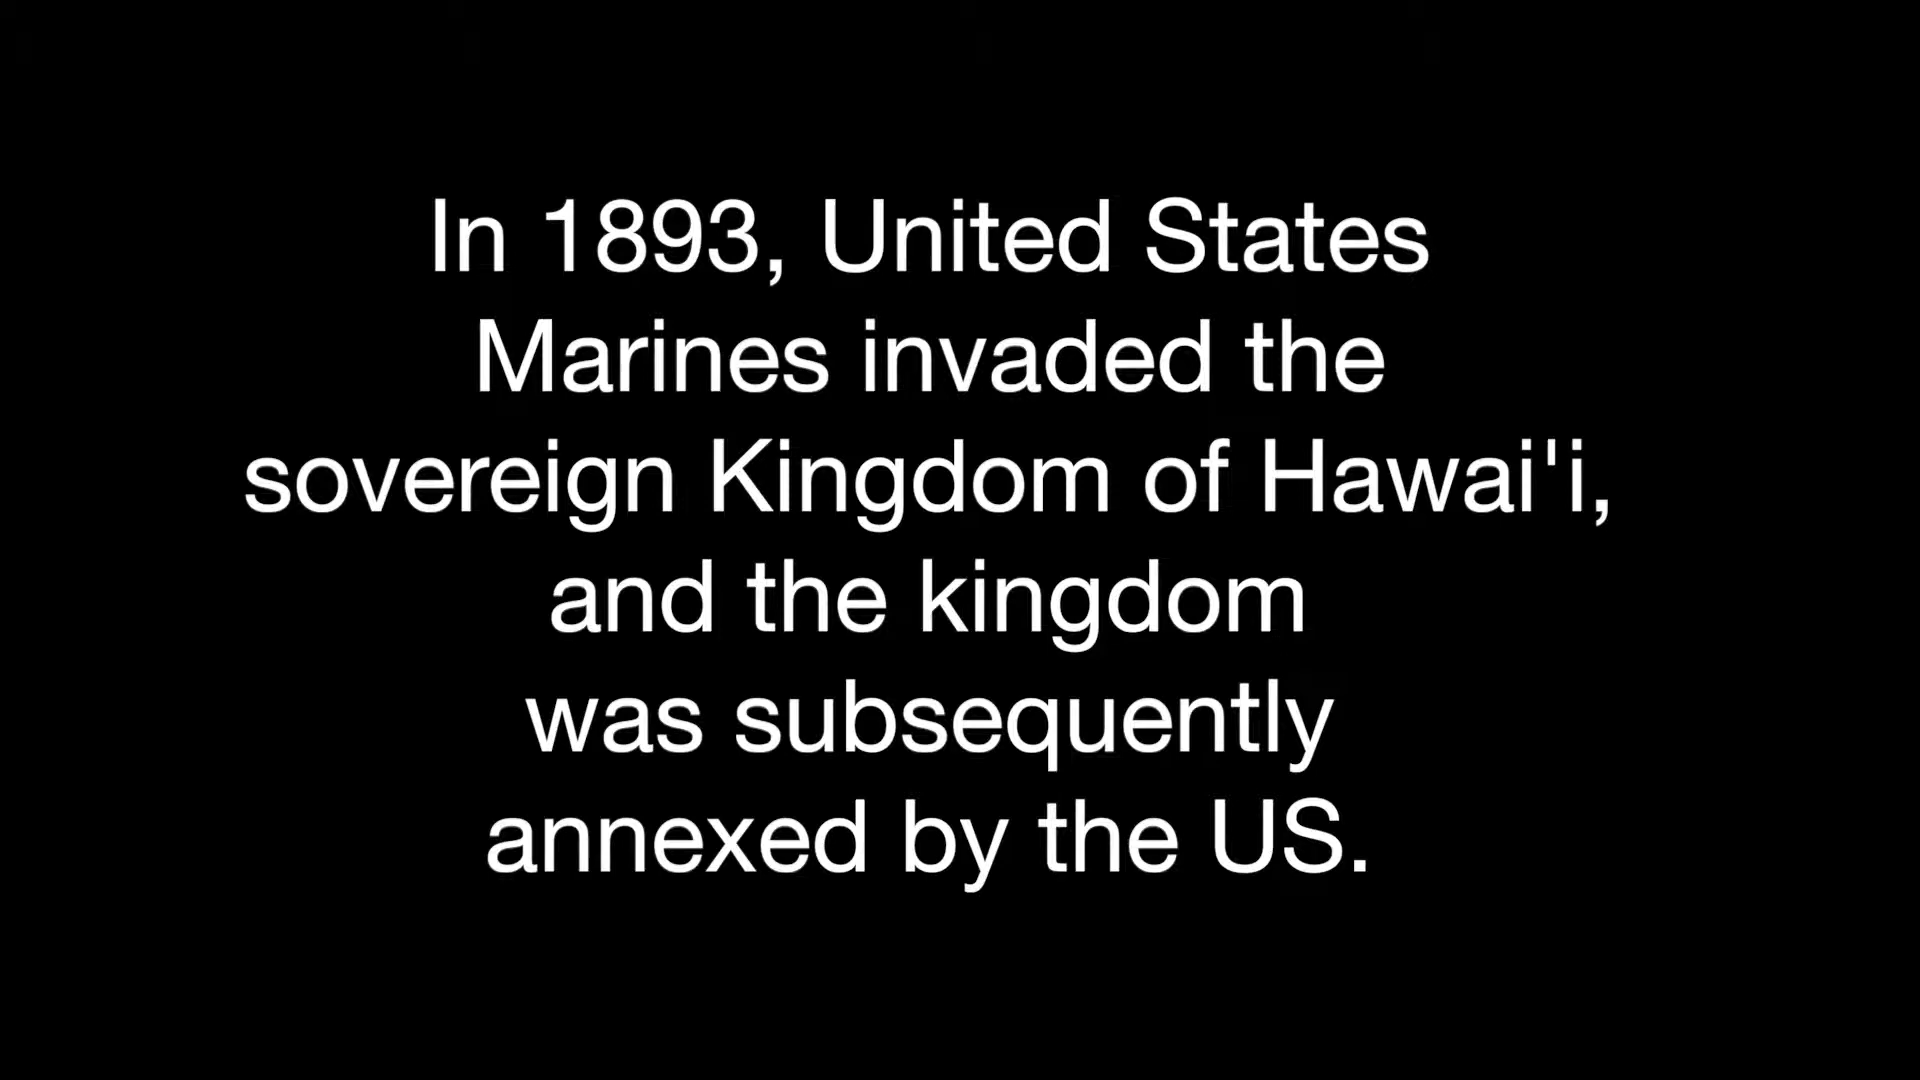 In 1893, United States
Marines invaded the
sovereign Kingdom of Hawai'i,
and the kingdom
was subsequently
annexed by the US.